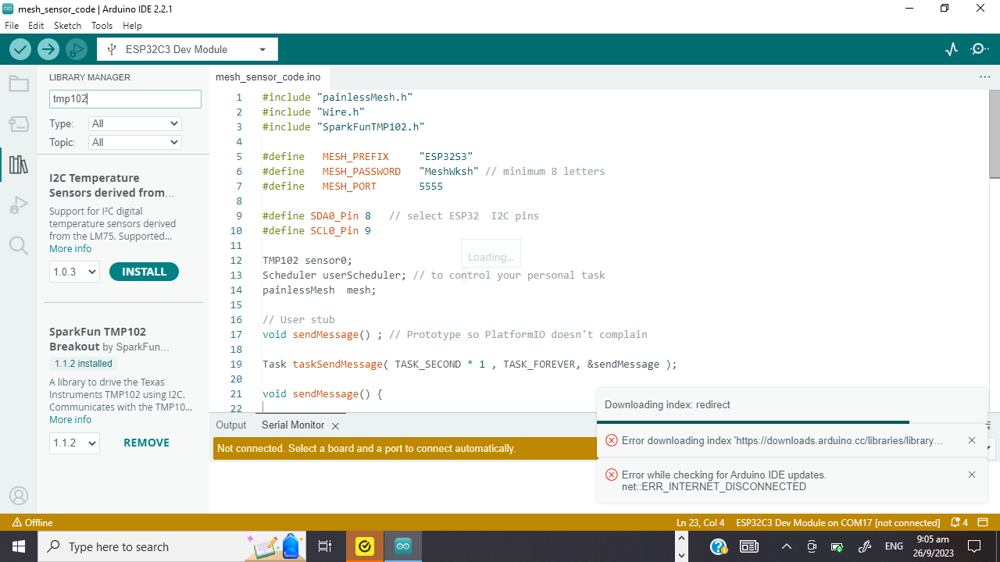 mesh_sensor_code | Arduino IDE 2.2.1
File Edit Sketch Tools Help
ESP32C3 Dev Module
LIBRARY MANAGER
tmp102
Type: All
Topic: All
I2C Temperature
Sensors derived from...
Support for I²C digital
temperature sensors derived
from the LM75. Supported...
More info
1.0.3 INSTALL
SparkFun TMP102
Breakout by SparkFun...
1.1.2 installed
A library to drive the Texas
Instruments TMP102 using I2C.
Communicates with the TMP10...
More info
1.1.2 REMOVE
mesh_sensor_code.ino
1 #include "painlessMesh.h"
2 #include "Wire.h"
3 #include "SparkFunTMP102.h"
4
5 #define MESH_PREFIX "ESP32S3"
6 #define MESH_PASSWORD "MeshWksh" // minimum 8 letters
7 #define MESH_PORT 5555
8
9 #define SDA0_Pin 8 // select ESP32 I2C pins
10 #define SCL0_Pin 9
11
Loading...
12 TMP102 sensor0;
13 Scheduler userScheduler; // to control your personal task
14 painlessMesh mesh;
15
16 // User stub
17 void sendMessage() ; // Prototype so PlatformIO doesn't complain
18
19 Task taskSendMessage( TASK_SECOND * 1 , TASK_FOREVER, &sendMessage );
20
21 void sendMessage() {
22
Output Serial Monitor
Not connected. Select a board and a port to connect automatically.
Downloading index: redirect
Error downloading index 'https://downloads.arduino.cc/libraries/library...
Error while checking for Arduino IDE updates.
net::ERR_INTERNET_DISCONNECTED
Offline
Ln 23, Col 4 ESP32C3 Dev Module on COM17 [not connected] 4
Type here to search
ENG
9:05 am
26/9/2023